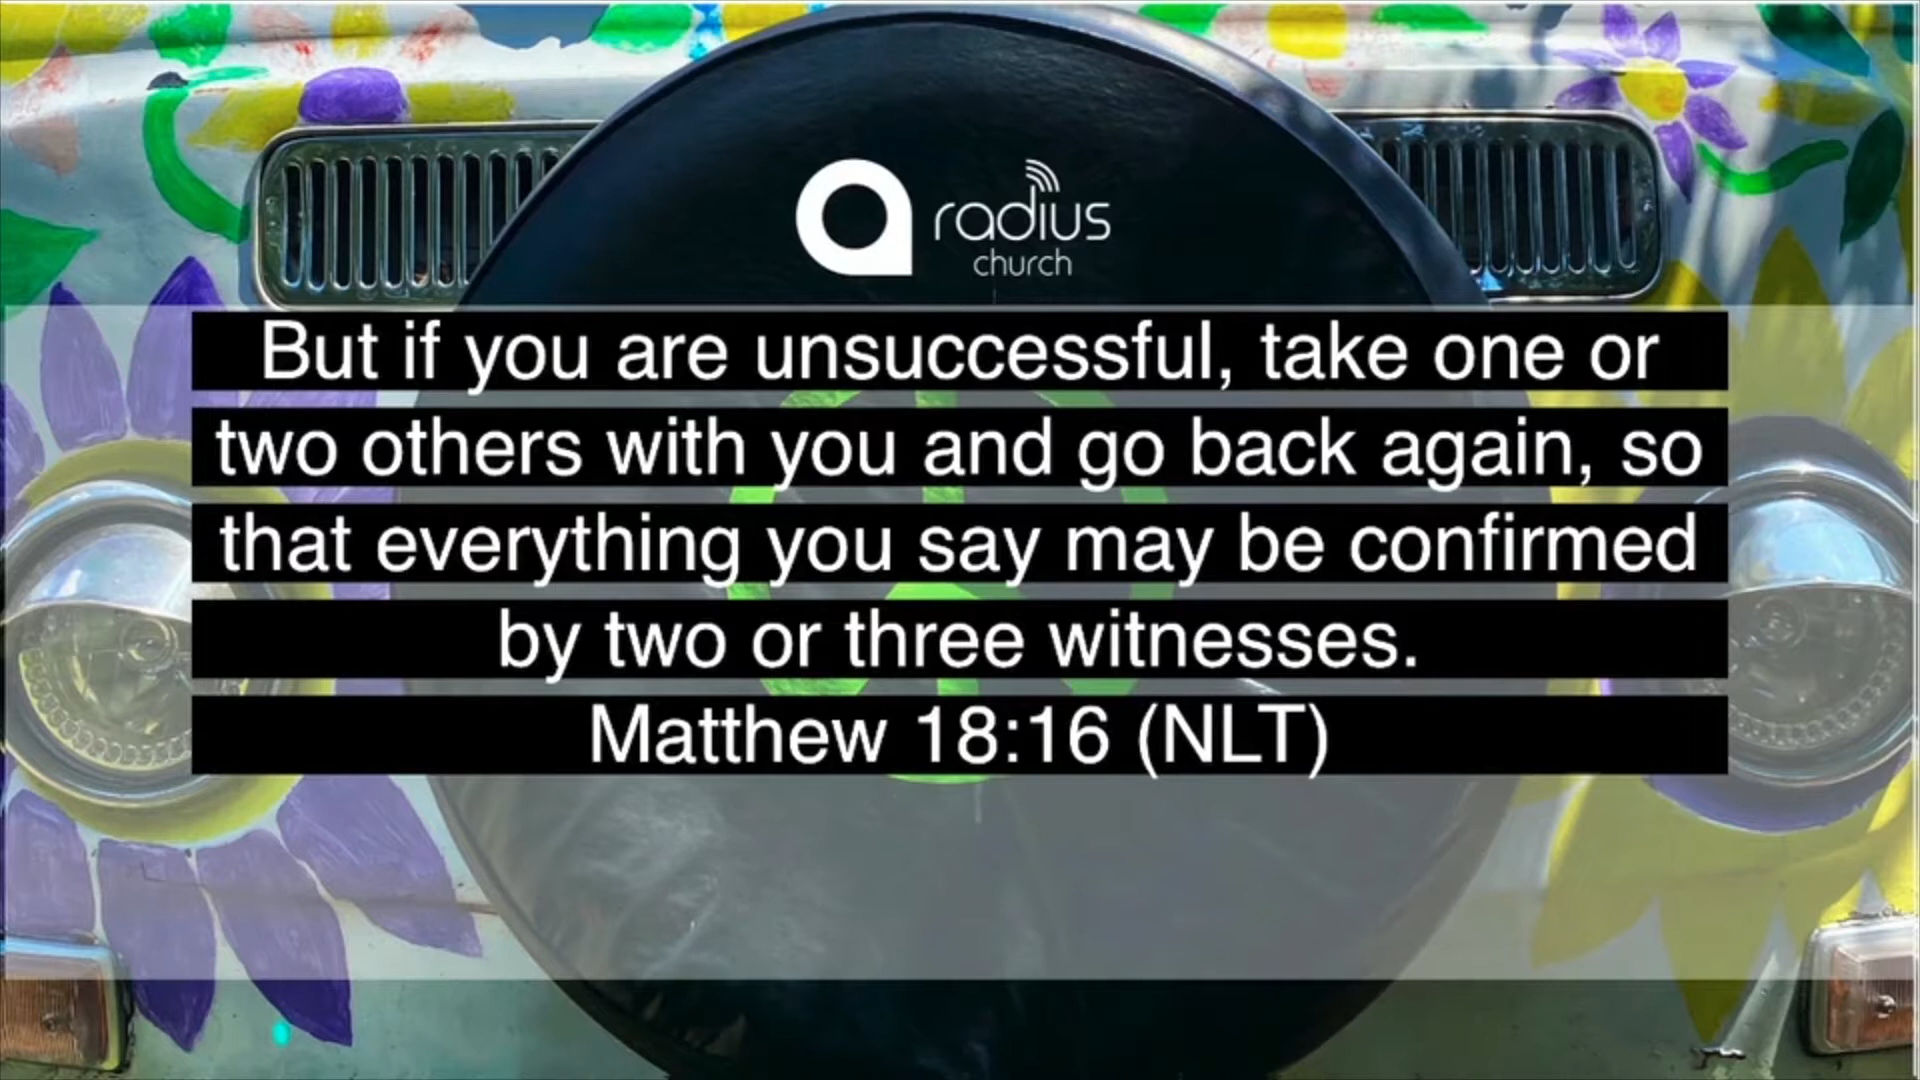 radius
church
But if you are unsuccessful, take one or
two others with you and go back again, so
that everything you say may be confirmed
by two or three witnesses.
Matthew 18:16 (NLT)